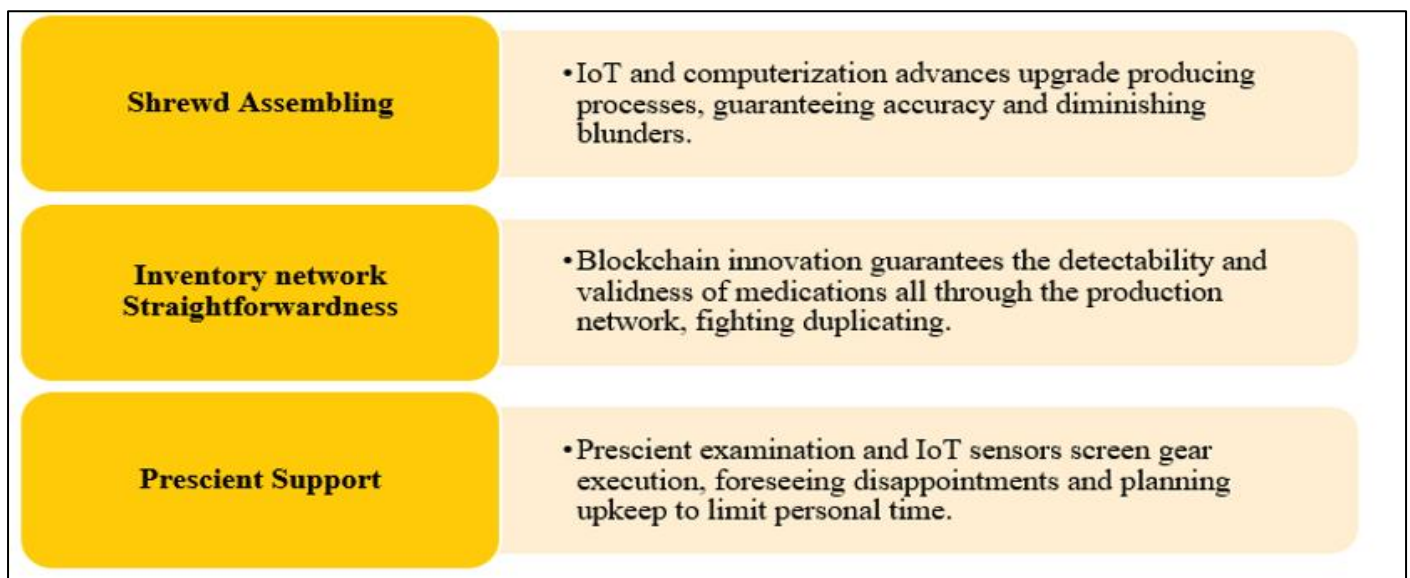 Shrewd Assembling
•IoT and computerization advances upgrade producing
processes, guaranteeing accuracy and diminishing
blunders.
Inventory network
Straightforwardness
•Blockchain innovation guarantees the detectability and
validness of medications all through the production
network, fighting duplicating.
Prescient Support
•Prescient examination and IoT sensors screen gear
execution, foreseeing disappointments and planning
upkeep to limit personal time.